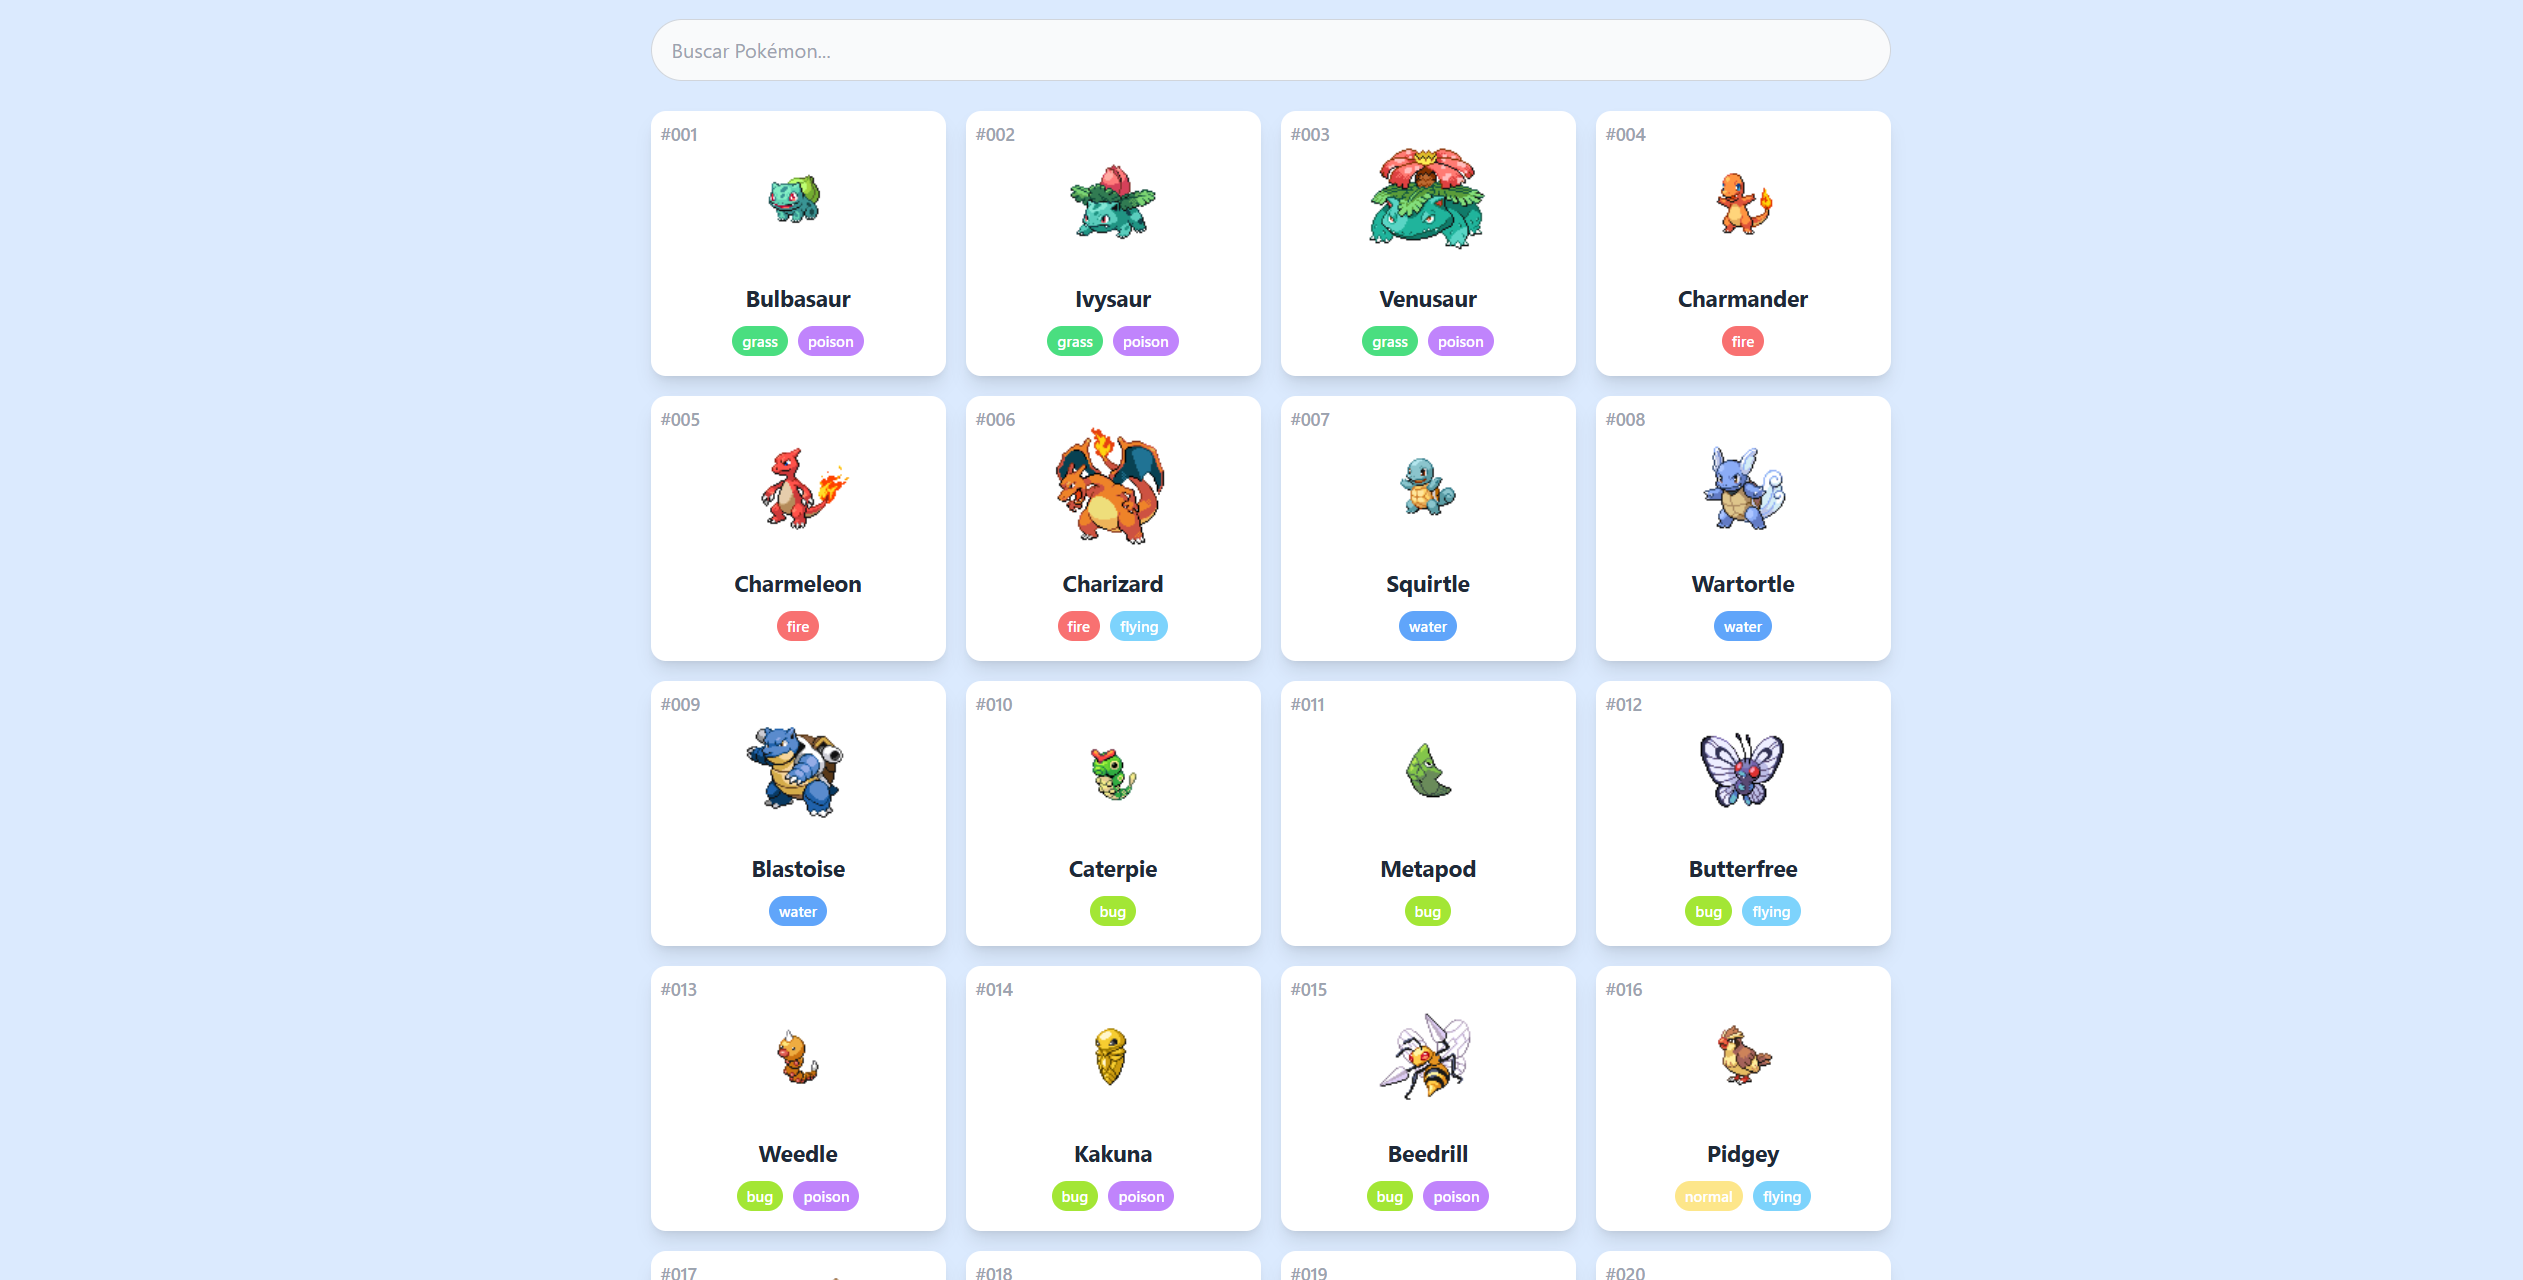 Buscar Pokémon...
#001
Bulbasaur
grass poison
#002
Ivysaur
grass poison
#003
Venusaur
grass poison
#004
Charmander
fire
#005
Charmeleon
fire
#006
Charizard
fire flying
#007
Squirtle
water
#008
Wartortle
water
#009
Blastoise
water
#010
Caterpie
bug
#011
Metapod
bug
#012
Butterfree
bug flying
#013
Weedle
bug poison
#014
Kakuna
bug poison
#015
Beedrill
bug poison
#016
Pidgey
normal flying
#017
#018
#019
#020